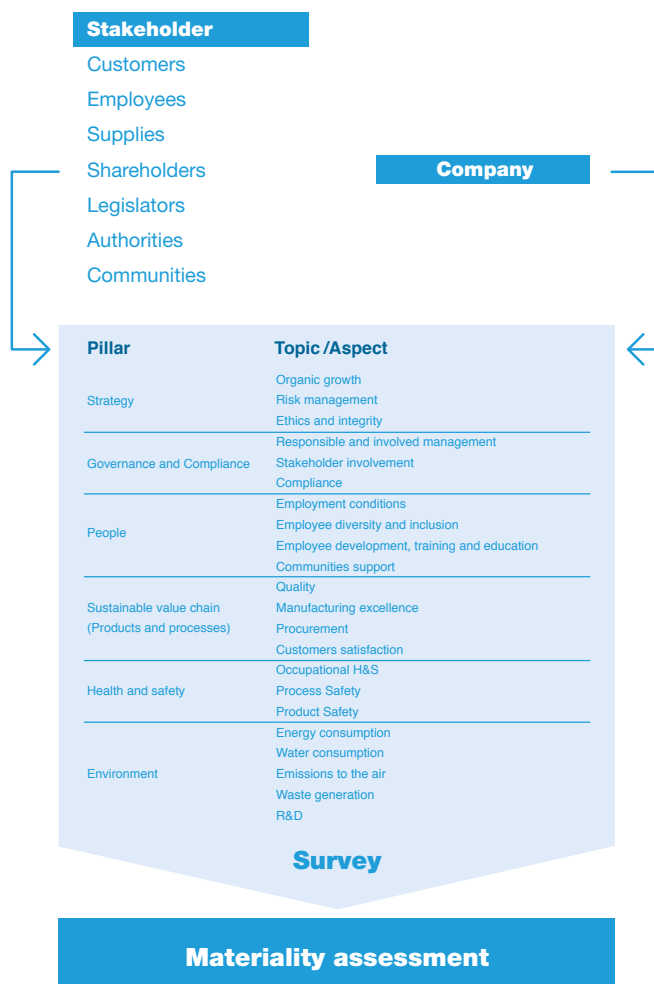 Stakeholder
Customers
Employees
Supplies
Shareholders
Legislators
Authorities
Communities
Company
Pillar
Topic /Aspect
Strategy
Organic growth
Risk management
Ethics and integrity
Governance and Compliance
Responsible and involved management
Stakeholder involvement
Compliance
People
Employment conditions
Employee diversity and inclusion
Employee development, training and education
Communities support
Sustainable value chain
(Products and processes)
Quality
Manufacturing excellence
Procurement
Customers satisfaction
Health and safety
Occupational H&S
Process Safety
Product Safety
Environment
Energy consumption
Water consumption
Emissions to the air
Waste generation
R&D
Survey
Materiality assessment